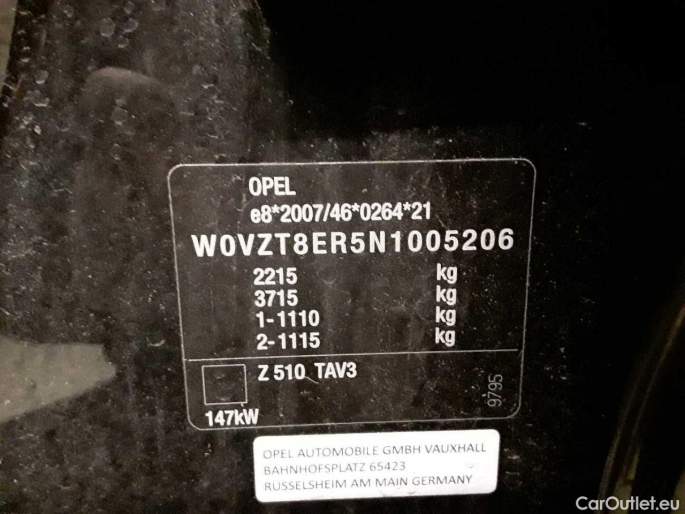 OPEL
e8*2007/46*0264*21
W0VZT8ER5N1005206
2215 kg
3715 kg
1-1110 kg
2-1115 kg
Z 510 TAV3
147kW
9795
OPEL AUTOMOBILE GMBH VAUXHALL
BAHNHOFSPLATZ 65423
RUSSELSHEIM AM MAIN GERMANY
CarOutlet.eu